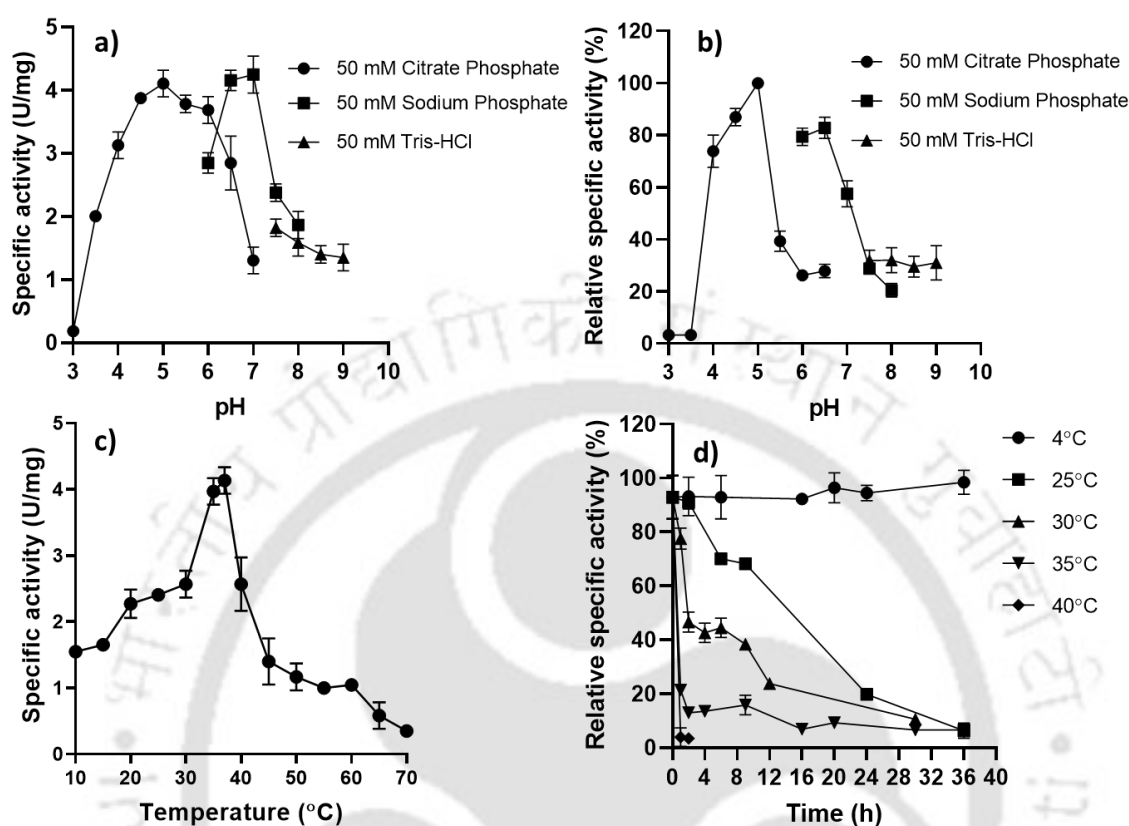 a)
Specific activity (U/mg)
5
4
3
2
1
0
3 4 5 6 7 8 9 10
pH
50 mM Citrate Phosphate
50 mM Sodium Phosphate
50 mM Tris-HCl
b)
Relative specific activity (%)
120
100
80
60
40
20
0
3 4 5 6 7 8 9 10
pH
50 mM Citrate Phosphate
50 mM Sodium Phosphate
50 mM Tris-HCl
c)
Specific activity (U/mg)
5
4
3
2
1
0
10 20 30 40 50 60 70
Temperature (°C)
d)
Relative specific activity (%)
120
100
80
60
40
20
0
0 4 8 12 16 20 24 28 32 36 40
Time (h)
4°C
25°C
30°C
35°C
40°C